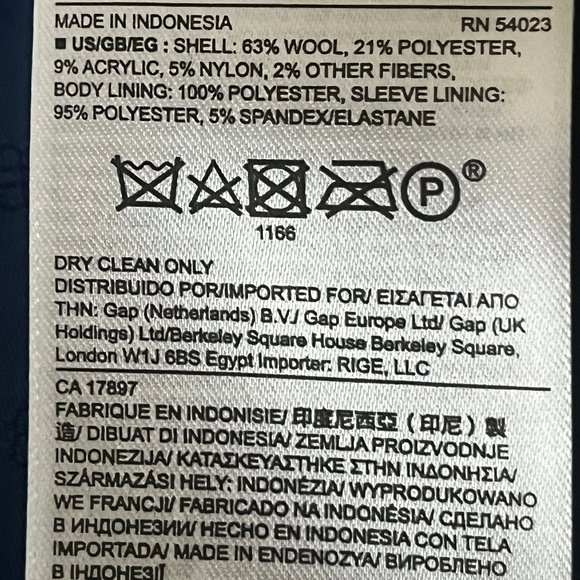 MADE IN INDONESIA RN 54023
■ US/GB/EG : SHELL: 63% WOOL, 21% POLYESTER,
9% ACRYLIC, 5% NYLON, 2% OTHER FIBERS,
BODY LINING: 100% POLYESTER, SLEEVE LINING:
95% POLYESTER, 5% SPANDEX/ELASTANE
P ®
1166
DRY CLEAN ONLY
DISTRIBUIDO POR/IMPORTED FOR/ ΕΙΣΑΓΕΤΑΙ ΑΠΟ
ΤΗΝ: Gap (Netherlands) B.V./ Gap Europe Ltd/ Gap (UK
Holdings) Ltd/Berkeley Square House Berkeley Square,
London W1J 6BS Egypt Importer: RIGE, LLC
CA 17897
FABRIQUE EN INDONISIE/ 印度尼西亞 (印尼) 製
造/ DIBUAT DI INDONESIA/ ZEMLJA PROIZVODNJE
INDONEZIJA/ ΚΑΤΑΣΚΕΥΑΣΤΗΚΕ ΣΤΗΝ ΙΝΔΟΝΗΣΙΑ/
SZÁRMAZÁSI HELY: INDONÉZIA/ WYPRODUKOWANO
WE FRANCJI/ FABRICADO NA INDONÉSIA/ СДЕЛАНО
В ИНДОНЕЗИИ/ HECHO EN INDONESIA CON TELA
IMPORTADA/ MADE IN ENDENOZYA/ ВИРОБЛЕНО
В ІНДОНЕЗІЇ